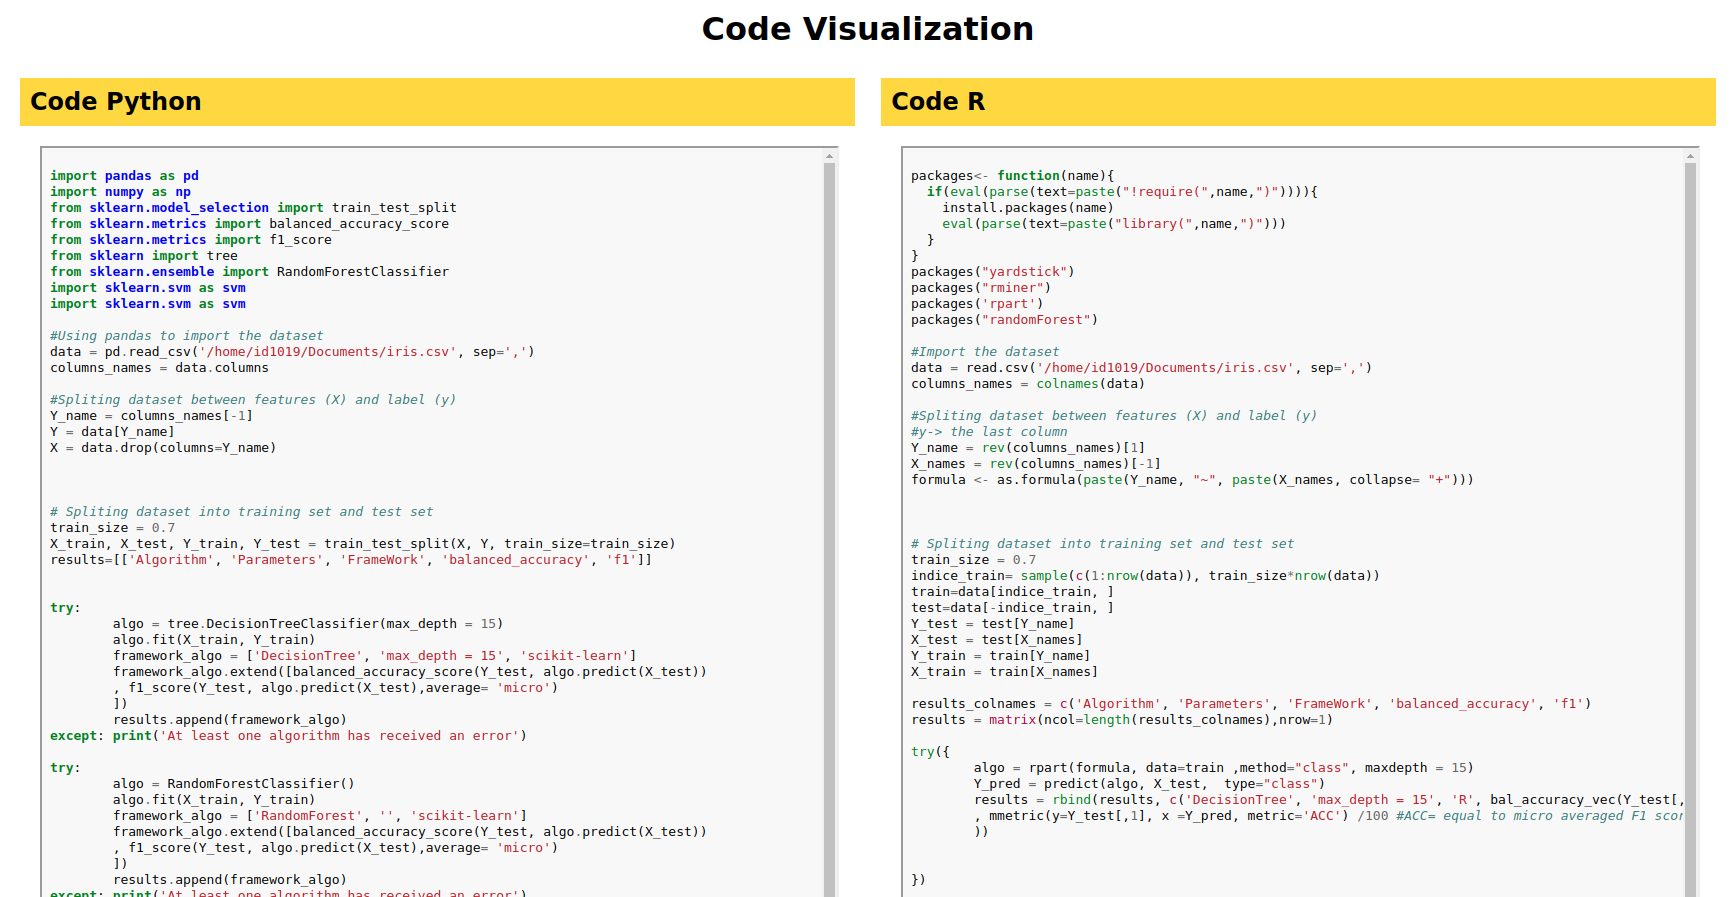 Code Visualization
Code Python
import pandas as pd
import numpy as np
from sklearn.model_selection import train_test_split
from sklearn.metrics import balanced_accuracy_score
from sklearn.metrics import f1_score
from sklearn import tree
from sklearn.ensemble import RandomForestClassifier
import sklearn.svm as svm
import sklearn.svm as svm
#Using pandas to import the dataset
data = pd.read_csv('/home/id1019/Documents/iris.csv', sep=',')
columns_names = data.columns
#Spliting dataset between features (X) and label (y)
Y_name = columns_names[-1]
Y = data[Y_name]
X = data.drop(columns=Y_name)
# Spliting dataset into training set and test set
train_size = 0.7
X_train, X_test, Y_train, Y_test = train_test_split(X, Y, train_size=train_size)
results=[['Algorithm', 'Parameters', 'FrameWork', 'balanced_accuracy', 'f1']]
try:
        algo = tree.DecisionTreeClassifier(max_depth = 15)
        algo.fit(X_train, Y_train)
        framework_algo = ['DecisionTree', 'max_depth = 15', 'scikit-learn']
        framework_algo.extend([balanced_accuracy_score(Y_test, algo.predict(X_test))
        , f1_score(Y_test, algo.predict(X_test),average= 'micro')
        ])
        results.append(framework_algo)
except: print('At least one algorithm has received an error')
try:
        algo = RandomForestClassifier()
        algo.fit(X_train, Y_train)
        framework_algo = ['RandomForest', '', 'scikit-learn']
        framework_algo.extend([balanced_accuracy_score(Y_test, algo.predict(X_test))
        , f1_score(Y_test, algo.predict(X_test),average= 'micro')
        ])
        results.append(framework_algo)
except: print('At least one algorithm has received an error')
Code R
packages<- function(name){
  if(eval(parse(text=paste("!require(",name,")")))){
    install.packages(name)
    eval(parse(text=paste("library(",name,")")))
  }
}
packages("yardstick")
packages("rminer")
packages('rpart')
packages("randomForest")
#Import the dataset
data = read.csv('/home/id1019/Documents/iris.csv', sep=',')
columns_names = colnames(data)
#Spliting dataset between features (X) and label (y)
#y-> the last column
Y_name = rev(columns_names)[1]
X_names = rev(columns_names)[-1]
formula <- as.formula(paste(Y_name, "~", paste(X_names, collapse= "+")))
# Spliting dataset into training set and test set
train_size = 0.7
indice_train= sample(c(1:nrow(data)), train_size*nrow(data))
train=data[indice_train, ]
test=data[-indice_train, ]
Y_test = test[Y_name]
X_test = test[X_names]
Y_train = train[Y_name]
X_train = train[X_names]
results_colnames = c('Algorithm', 'Parameters', 'FrameWork', 'balanced_accuracy', 'f1')
results = matrix(ncol=length(results_colnames),nrow=1)
try({
        algo = rpart(formula, data=train ,method="class", maxdepth = 15)
        Y_pred = predict(algo, X_test,  type="class")
        results = rbind(results, c('DecisionTree', 'max_depth = 15', 'R', bal_accuracy_vec(Y_test[,
        , mmetric(y=Y_test[,1], x =Y_pred, metric='ACC') /100 #ACC= equal to micro averaged F1
        ))
})